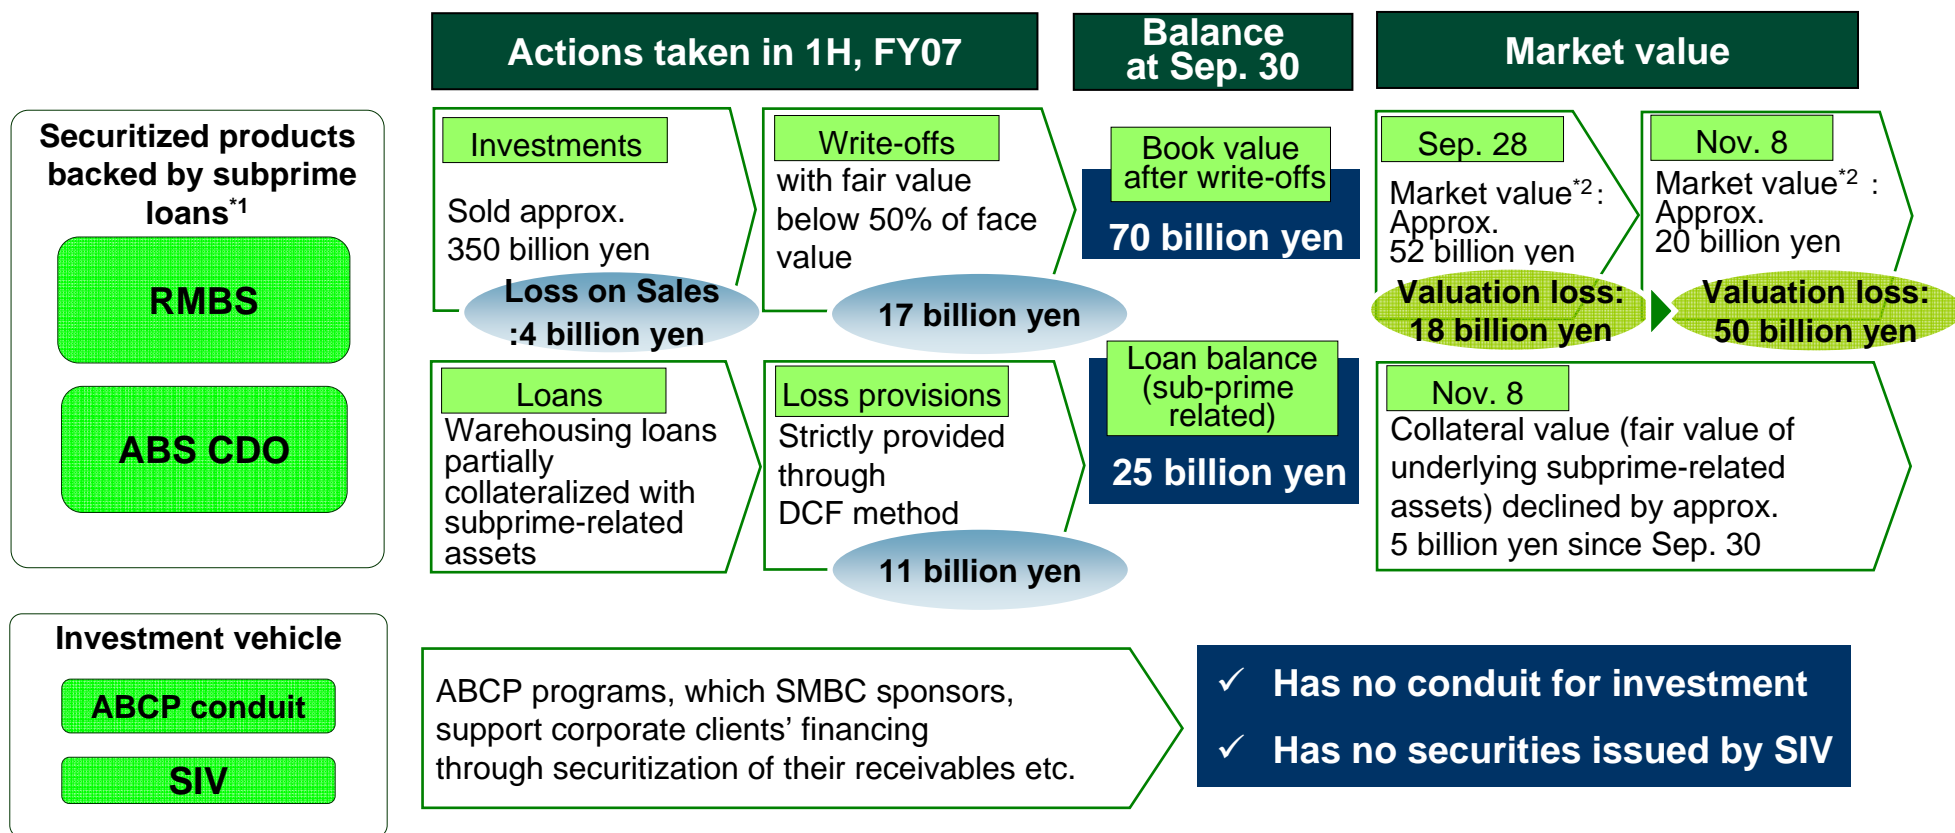 Actions taken in 1H, FY07
Balance
at Sep. 30
Market value
Securitized products
backed by subprime
loans*1
RMBS
ABS CDO
Investments
Sold approx.
350 billion yen
Loss on Sales
:4 billion yen
Write-offs
with fair value
below 50% of face
value
17 billion yen
Book value
after write-offs
70 billion yen
Sep. 28
Market value*2 :
Approx.
52 billion yen
Valuation loss:
18 billion yen
Nov. 8
Market value*2 :
Approx.
20 billion yen
Valuation loss:
50 billion yen
Loans
Warehousing loans
partially
collateralized with
subprime-related
assets
Loss provisions
Strictly provided
through
DCF method
11 billion yen
Loan balance
(sub-prime
related)
25 billion yen
Nov. 8
Collateral value (fair value of
underlying subprime-related
assets) declined by approx.
5 billion yen since Sep. 30
Investment vehicle
ABCP conduit
SIV
ABCP programs, which SMBC sponsors,
support corporate clients’ financing
through securitization of their receivables etc.
✓ Has no conduit for investment
✓ Has no securities issued by SIV